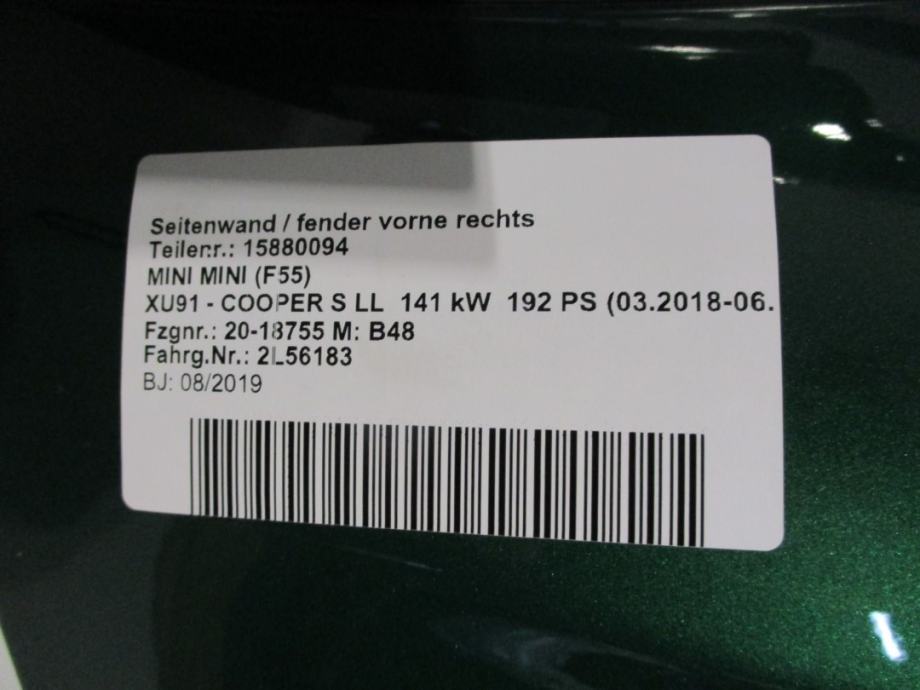 Seitenwand / fender vorne rechts
Teilenr.: 15880094
MINI MINI (F55)
XU91 - COOPER S LL 141 kW 192 PS (03.2018-06.
Fzgnr.: 20-18755 M: B48
Fahrg.Nr.: 2L56183
BJ: 08/2019